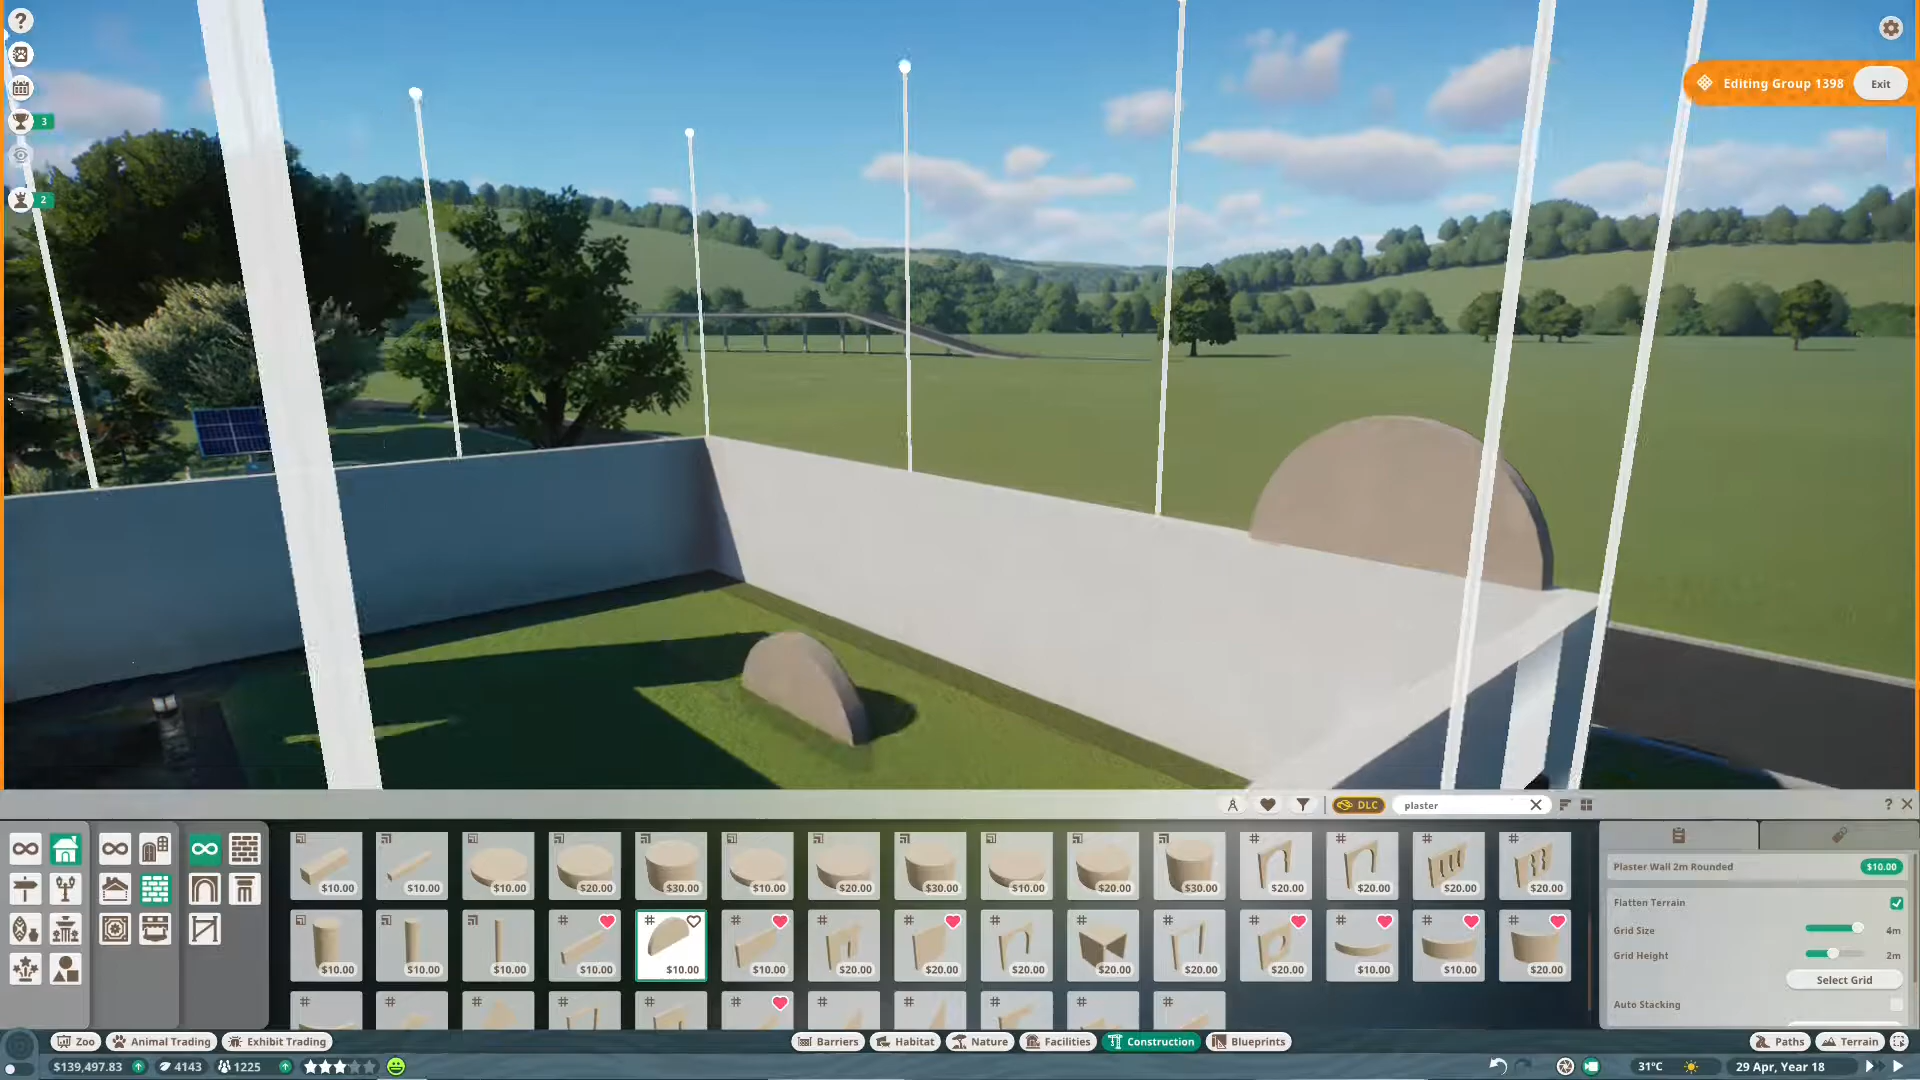 ?
Editing Group 1398
Exit
3
2
DLC
plaster
?
$10.00 $10.00 $10.00 $20.00 $30.00 $10.00 $20.00 $30.00 $10.00 $20.00 $30.00 $20.00 $20.00 $20.00 $20.00
$10.00 $10.00 $10.00 $10.00 $10.00 $10.00 $20.00 $20.00 $20.00 $20.00 $20.00 $20.00 $10.00 $10.00 $20.00
Plaster Wall 2m Rounded $10.00
Flatten Terrain
Grid Size 4m
Grid Height 2m
Select Grid
Auto Stacking
Zoo Animal Trading Exhibit Trading Barriers Habitat Nature Facilities Construction Blueprints Paths Terrain
$139,497.83 4143 1225 31°C 29 Apr, Year 18